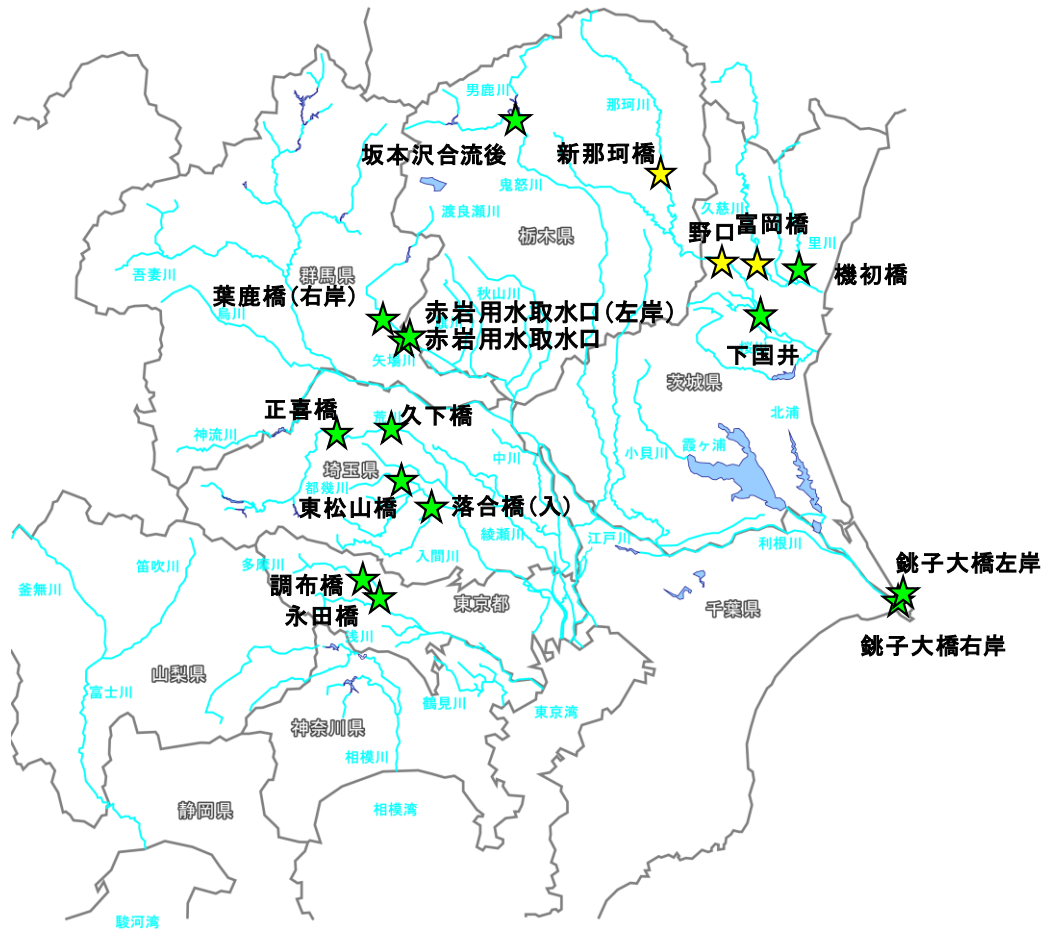 男鹿川
那珂川
坂本沢合流後
新那珂橋
鬼怒川
渡良瀬川
栃木県
久慈川
富岡橋
野口
里川
機初橋
吾妻川
群馬県
葉鹿橋(右岸)
烏川
秋山川
赤岩用水取水口(左岸)
赤岩用水取水口
矢場川
下国井
茨城県
正喜橋
久下橋
北浦
神流川
中川
小貝川
霞ヶ浦
埼玉県
都幾川
東松山橋
落合橋(入)
綾瀬川
江戸川
利根川
入間川
笛吹川
多摩川
釜無川
調布橋
永田橋
東京都
千葉県
銚子大橋左岸
銚子大橋右岸
浅川
山梨県
富士川
鶴見川
東京湾
神奈川県
相模川
静岡県
相模湾
駿河湾